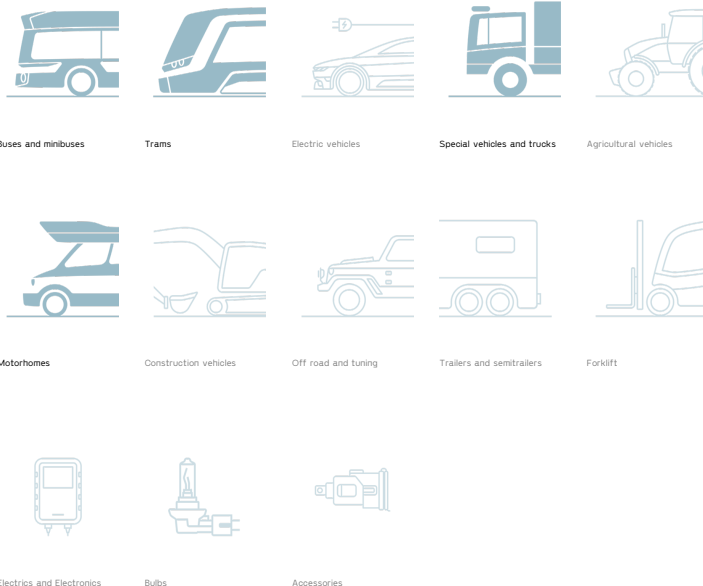 Buses and minibuses
Trams
Electric vehicles
Special vehicles and trucks
Agricultural vehicles
Motorhomes
Construction vehicles
Off road and tuning
Trailers and semitrailers
Forklift
Electrics and Electronics
Bulbs
Accessories